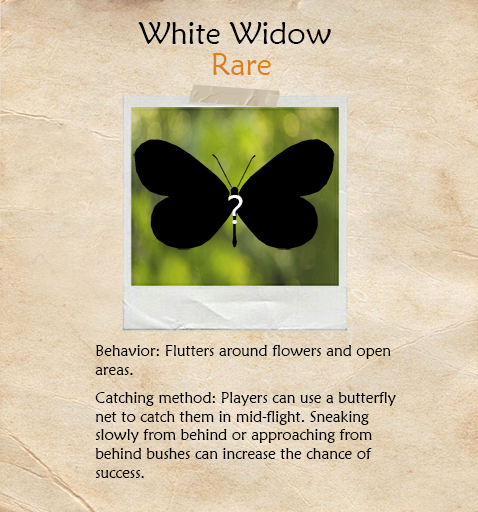 White Widow
Rare
?
Behavior: Flutters around flowers and open
areas.
Catching method: Players can use a butterfly
net to catch them in mid-flight. Sneaking
slowly from behind or approaching from
behind bushes can increase the chance of
success.